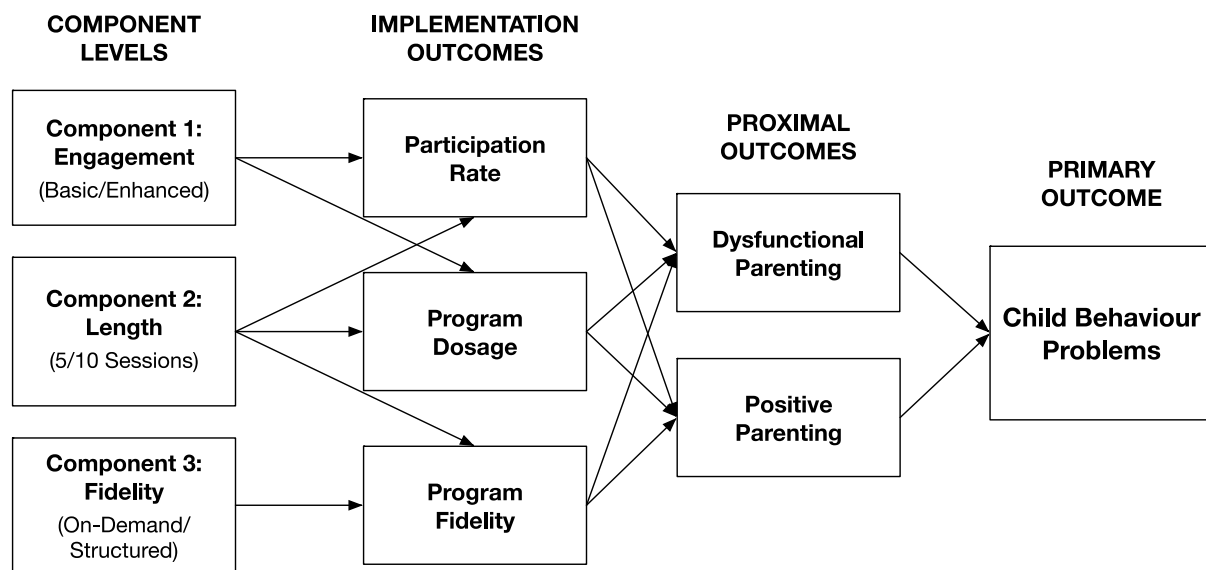 COMPONENT
LEVELS
Component 1:
Engagement
(Basic/Enhanced)
Component 2:
Length
(5/10 Sessions)
Component 3:
Fidelity
(On-Demand/
Structured)
IMPLEMENTATION
OUTCOMES
Participation
Rate
Program
Dosage
Program
Fidelity
PROXIMAL
OUTCOMES
Dysfunctional
Parenting
Positive
Parenting
PRIMARY
OUTCOME
Child Behaviour
Problems